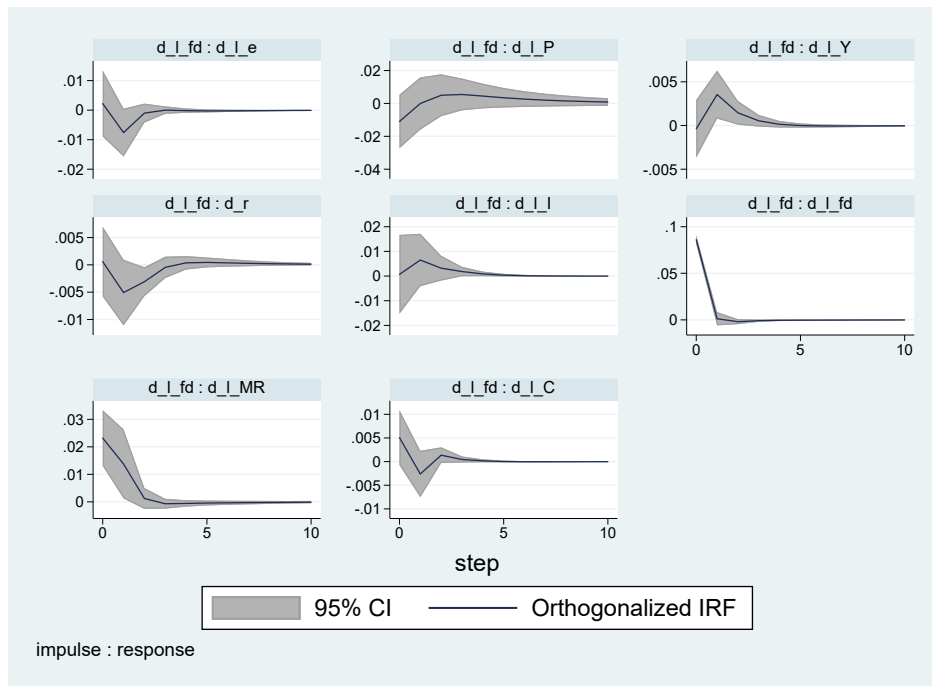 d_l_fd : d_l_e
.01
0
-.01
-.02
d_l_fd : d_l_P
.02
0
-.02
-.04
d_l_fd : d_l_Y
.005
0
-.005
d_l_fd : d_r
.005
0
-.005
-.01
d_l_fd : d_l_I
.02
.01
0
-.01
-.02
d_l_fd : d_l_fd
.1
.05
0
0 5 10
d_l_fd : d_l_MR
.03
.02
.01
0
0 5 10
d_l_fd : d_l_C
.01
.005
0
-.005
-.01
0 5 10
step
95% CI Orthogonalized IRF
impulse : response